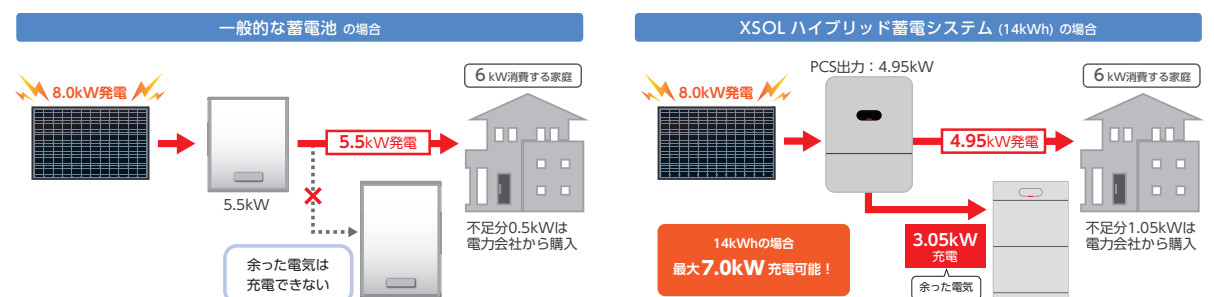 一般的な蓄電池 の場合
8.0kW発電
5.5kW
5.5kW発電
6 kW消費する家庭
不足分0.5kWは
電力会社から購入
余った電気は
充電できない
XSOL ハイブリッド蓄電システム (14kWh) の場合
8.0kW発電
PCS出力：4.95kW
4.95kW発電
6 kW消費する家庭
不足分1.05kWは
電力会社から購入
14kWhの場合
最大7.0kW 充電可能！
3.05kW
充電
余った電気